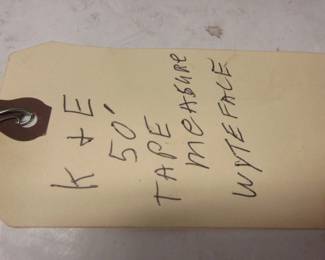 K + E
50'
TAPE
MEASURE
WYTEFACE